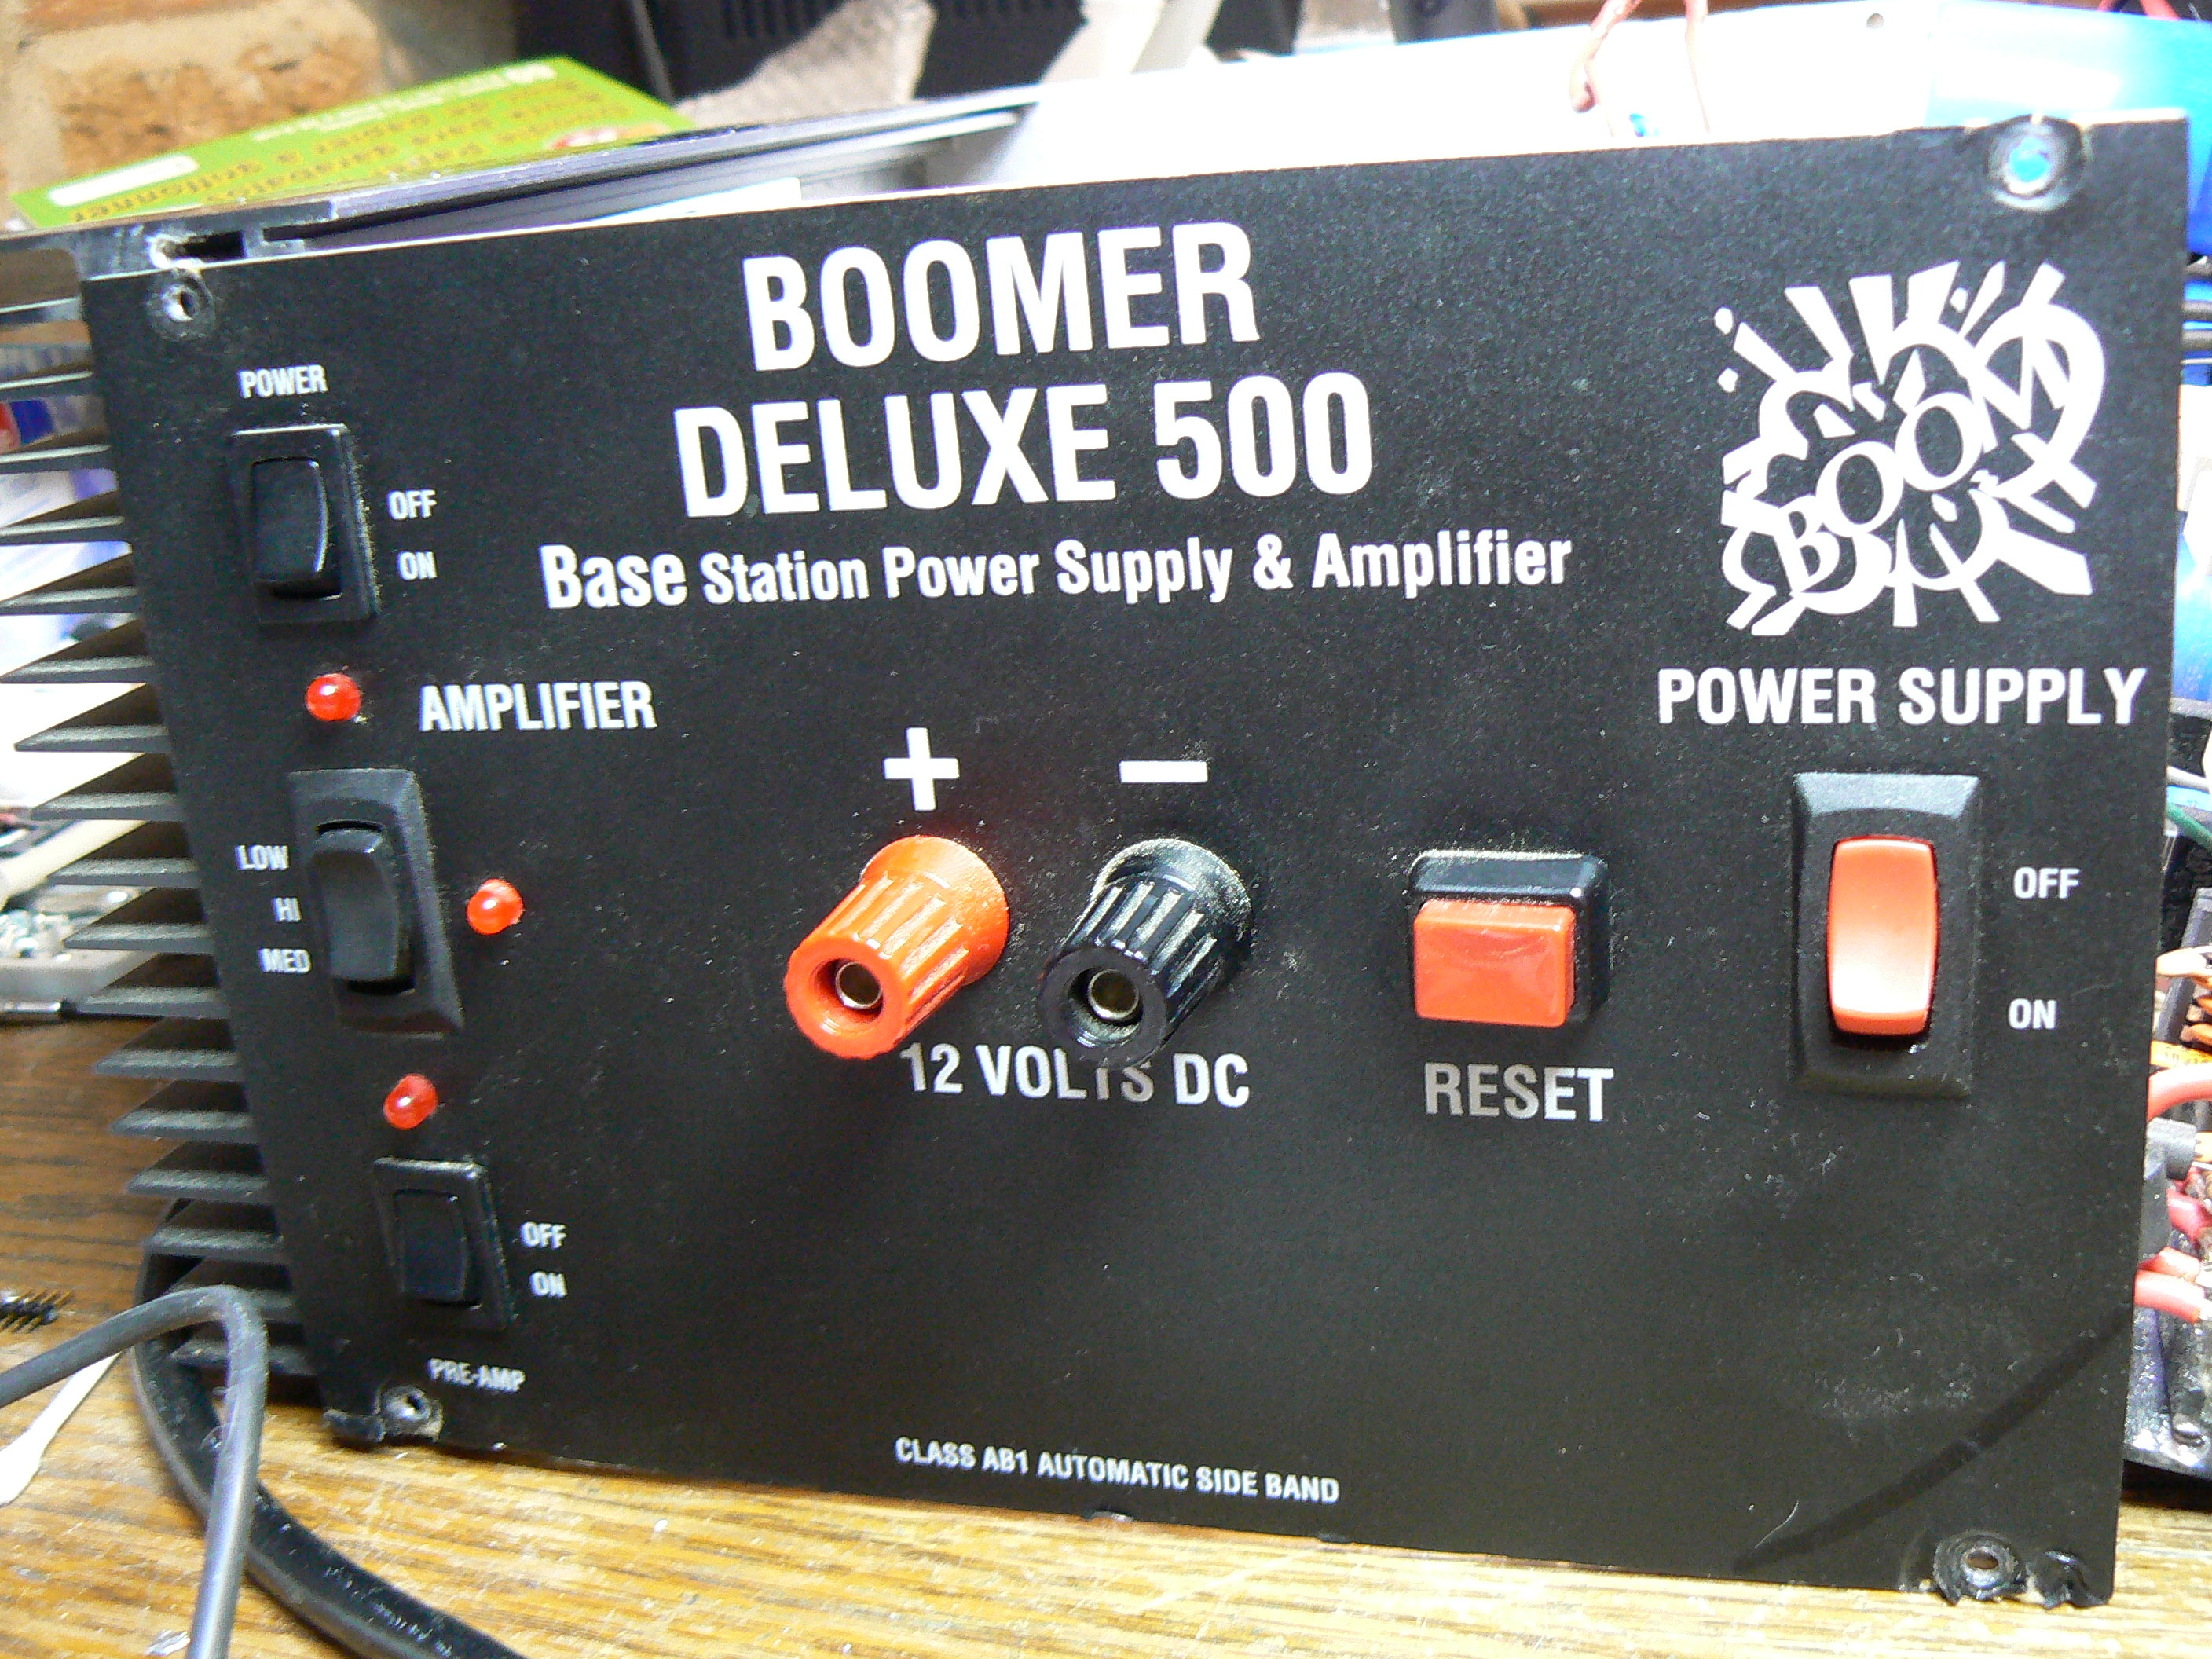 BOOMER
DELUXE 500
Base Station Power Supply & Amplifier
BOOM
POWER
OFF
ON
AMPLIFIER
LOW
HI
MED
OFF
ON
PRE-AMP
+ −
12 VOLTS DC
RESET
POWER SUPPLY
OFF
ON
CLASS AB1 AUTOMATIC SIDE BAND